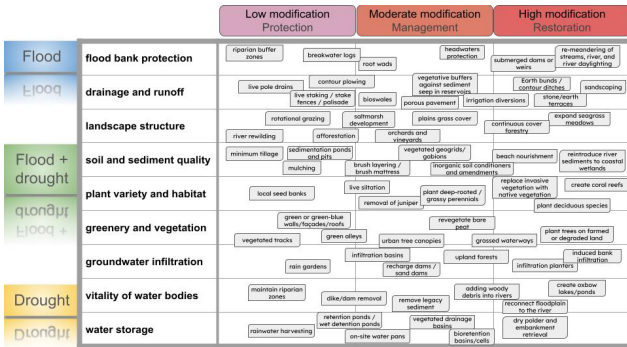 Low modification
Protection
Moderate modification
Management
High modification
Restoration
Flood
Flood
flood bank protection
riparian buffer
zones
breakwater logs
root wads
headwaters
protection
submerged dams or
weirs
re-meandering of
streams, river, and
river daylighting
drainage and runoff
live pole drains
contour plowing
live staking / stake
fences / palisade
bioswales
vegetative buffers
against sediment
seep in reservoirs
porous pavement
irrigation diversions
Earth bunds /
contour ditches
stone/earth
terraces
sandscaping
landscape structure
rotational grazing
river rewilding
afforestation
saltmarsh
development
orchards and
vineyards
plains grass cover
continuous cover
forestry
expand seagrass
meadows
Flood +
drought
drought
Flood +
soil and sediment quality
minimum tillage
sedimentation ponds
and pits
mulching
brush layering /
brush mattress
vegetated geogrids/
gabions
inorganic soil conditioners
and amendments
beach nourishment
reintroduce river
sediments to coastal
wetlands
plant variety and habitat
local seed banks
live siltation
removal of juniper
plant deep-rooted /
grassy perennials
replace invasive
vegetation with
native vegetation
create coral reefs
plant deciduous species
greenery and vegetation
green or green-blue
walls/façades/roofs
vegetated tracks
green alleys
urban tree canopies
revegetate bare
peat
grassed waterways
plant trees on farmed
or degraded land
groundwater infiltration
rain gardens
infiltration basins
recharge dams /
sand dams
upland forests
infiltration planters
induced bank
infiltration
Drought
Drought
vitality of water bodies
maintain riparian
zones
dike/dam removal
remove legacy
sediment
adding woody
debris into rivers
reconnect floodplain
to the river
create oxbow
lakes/ponds
water storage
rainwater harvesting
retention ponds /
wet detention ponds
on-site water pans
vegetated drainage
basins
bioretention
basins/cells
dry polder and
embankment
retrieval